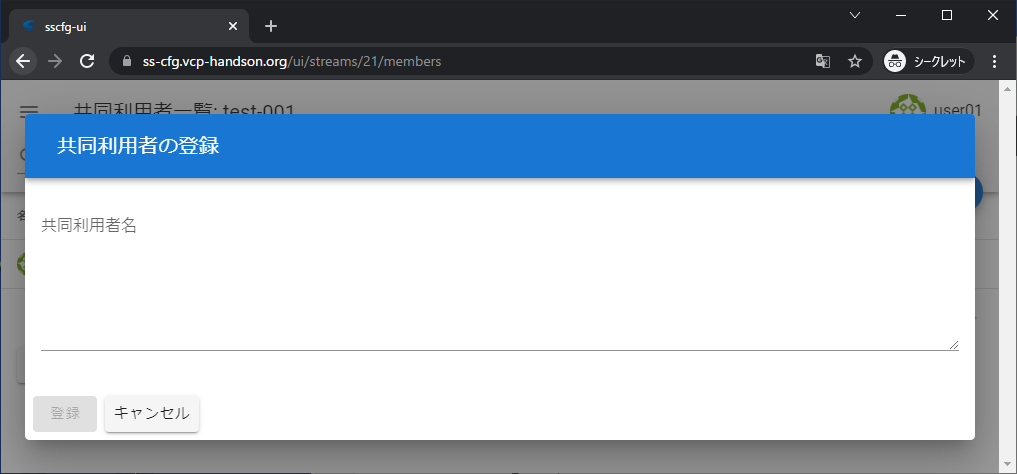 sscfg-ui
ss-cfg.vcp-handson.org/ui/streams/21/members
シークレット
共同利用者一覧: test-001
user01
共同利用者の登録
名
共同利用者名
登録
キャンセル